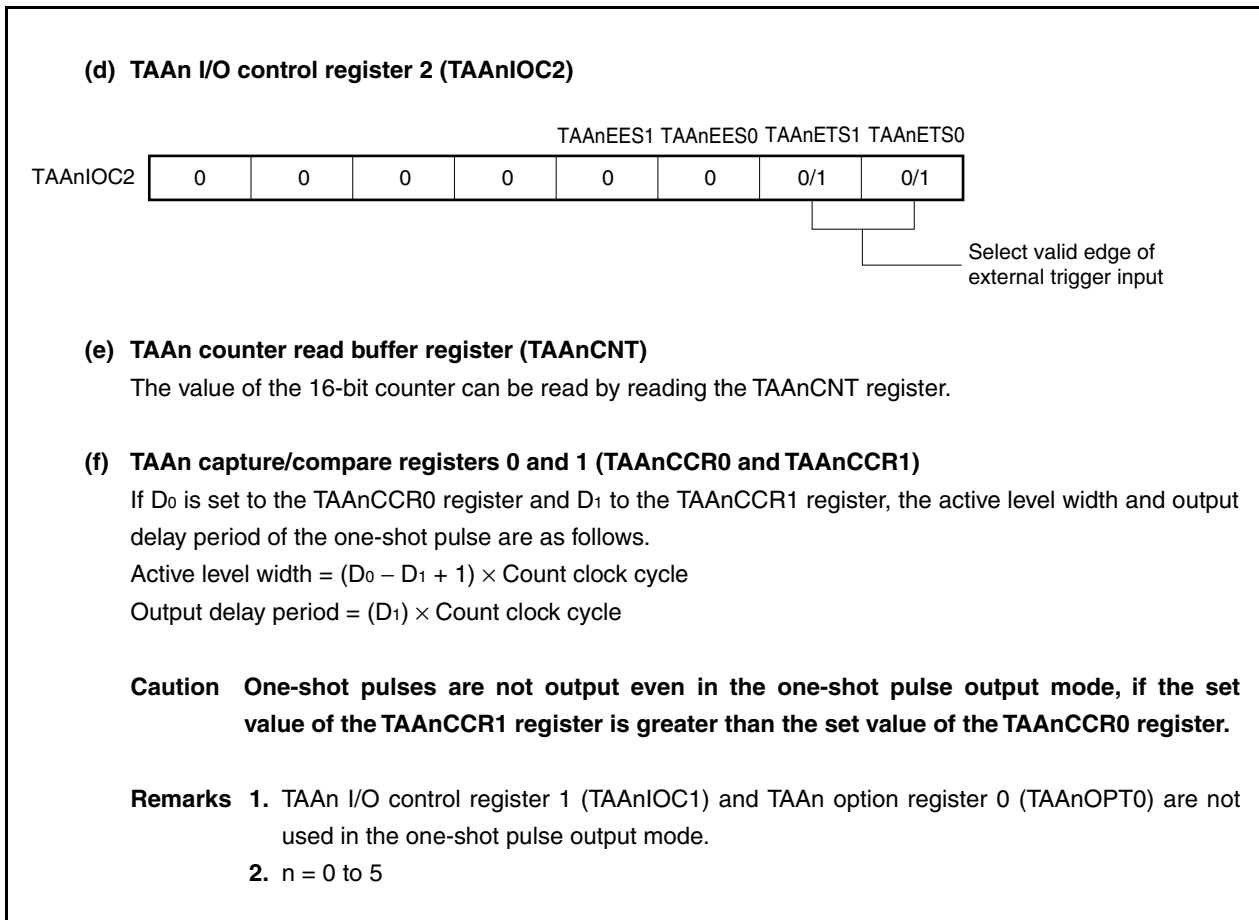 (d) TAAn I/O control register 2 (TAAnIOC2)
TAAnEES1 TAAnEES0 TAAnETS1 TAAnETS0
TAAnIOC2 0 0 0 0 0 0 0/1 0/1
Select valid edge of
external trigger input
(e) TAAn counter read buffer register (TAAnCNT)
The value of the 16-bit counter can be read by reading the TAAnCNT register.
(f) TAAn capture/compare registers 0 and 1 (TAAnCCR0 and TAAnCCR1)
If D0 is set to the TAAnCCR0 register and D1 to the TAAnCCR1 register, the active level width and output
delay period of the one-shot pulse are as follows.
Active level width = (D0 − D1 + 1) × Count clock cycle
Output delay period = (D1) × Count clock cycle
Caution One-shot pulses are not output even in the one-shot pulse output mode, if the set
value of the TAAnCCR1 register is greater than the set value of the TAAnCCR0 register.
Remarks 1. TAAn I/O control register 1 (TAAnIOC1) and TAAn option register 0 (TAAnOPT0) are not
used in the one-shot pulse output mode.
2. n = 0 to 5